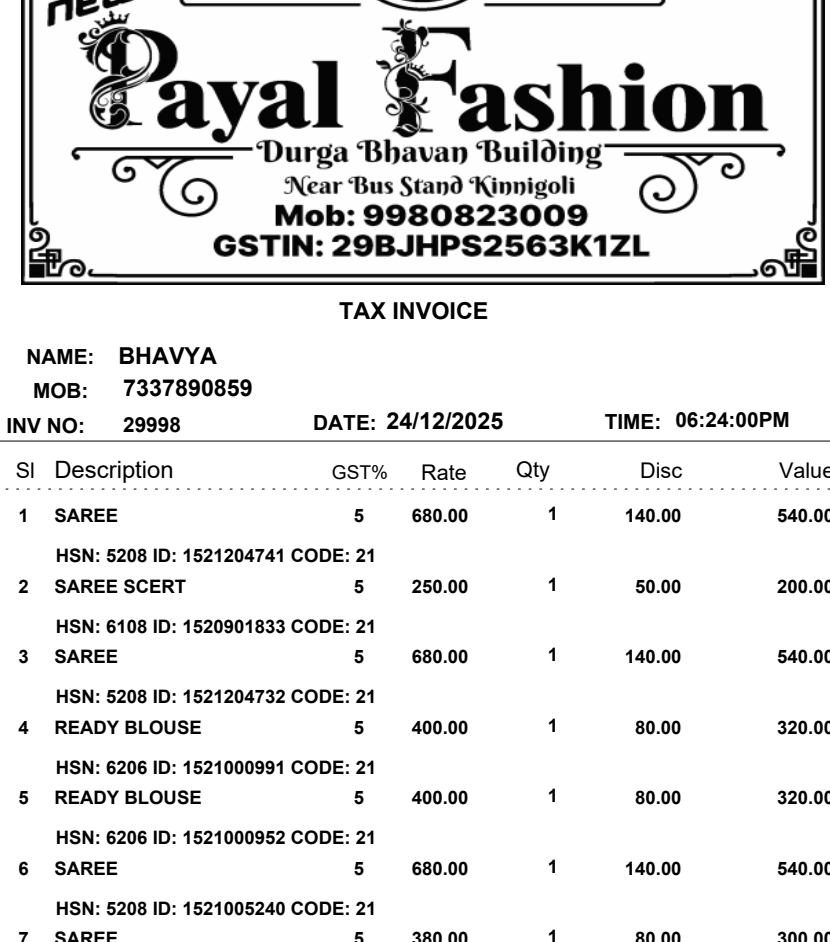 new
Payal Fashion
Durga Bhavan Building
Near Bus Stand Kinnigoli
Mob: 9980823009
GSTIN: 29BJHPS2563K1ZL
TAX INVOICE
NAME: BHAVYA
MOB: 7337890859
INV NO: 29998 DATE: 24/12/2025 TIME: 06:24:00PM
Sl Description GST% Rate Qty Disc Value
1 SAREE 5 680.00 1 140.00 540.00
HSN: 5208 ID: 1521204741 CODE: 21
2 SAREE SCERT 5 250.00 1 50.00 200.00
HSN: 6108 ID: 1520901833 CODE: 21
3 SAREE 5 680.00 1 140.00 540.00
HSN: 5208 ID: 1521204732 CODE: 21
4 READY BLOUSE 5 400.00 1 80.00 320.00
HSN: 6206 ID: 1521000991 CODE: 21
5 READY BLOUSE 5 400.00 1 80.00 320.00
HSN: 6206 ID: 1521000952 CODE: 21
6 SAREE 5 680.00 1 140.00 540.00
HSN: 5208 ID: 1521005240 CODE: 21
7 SAREE 5 380.00 1 80.00 300.00